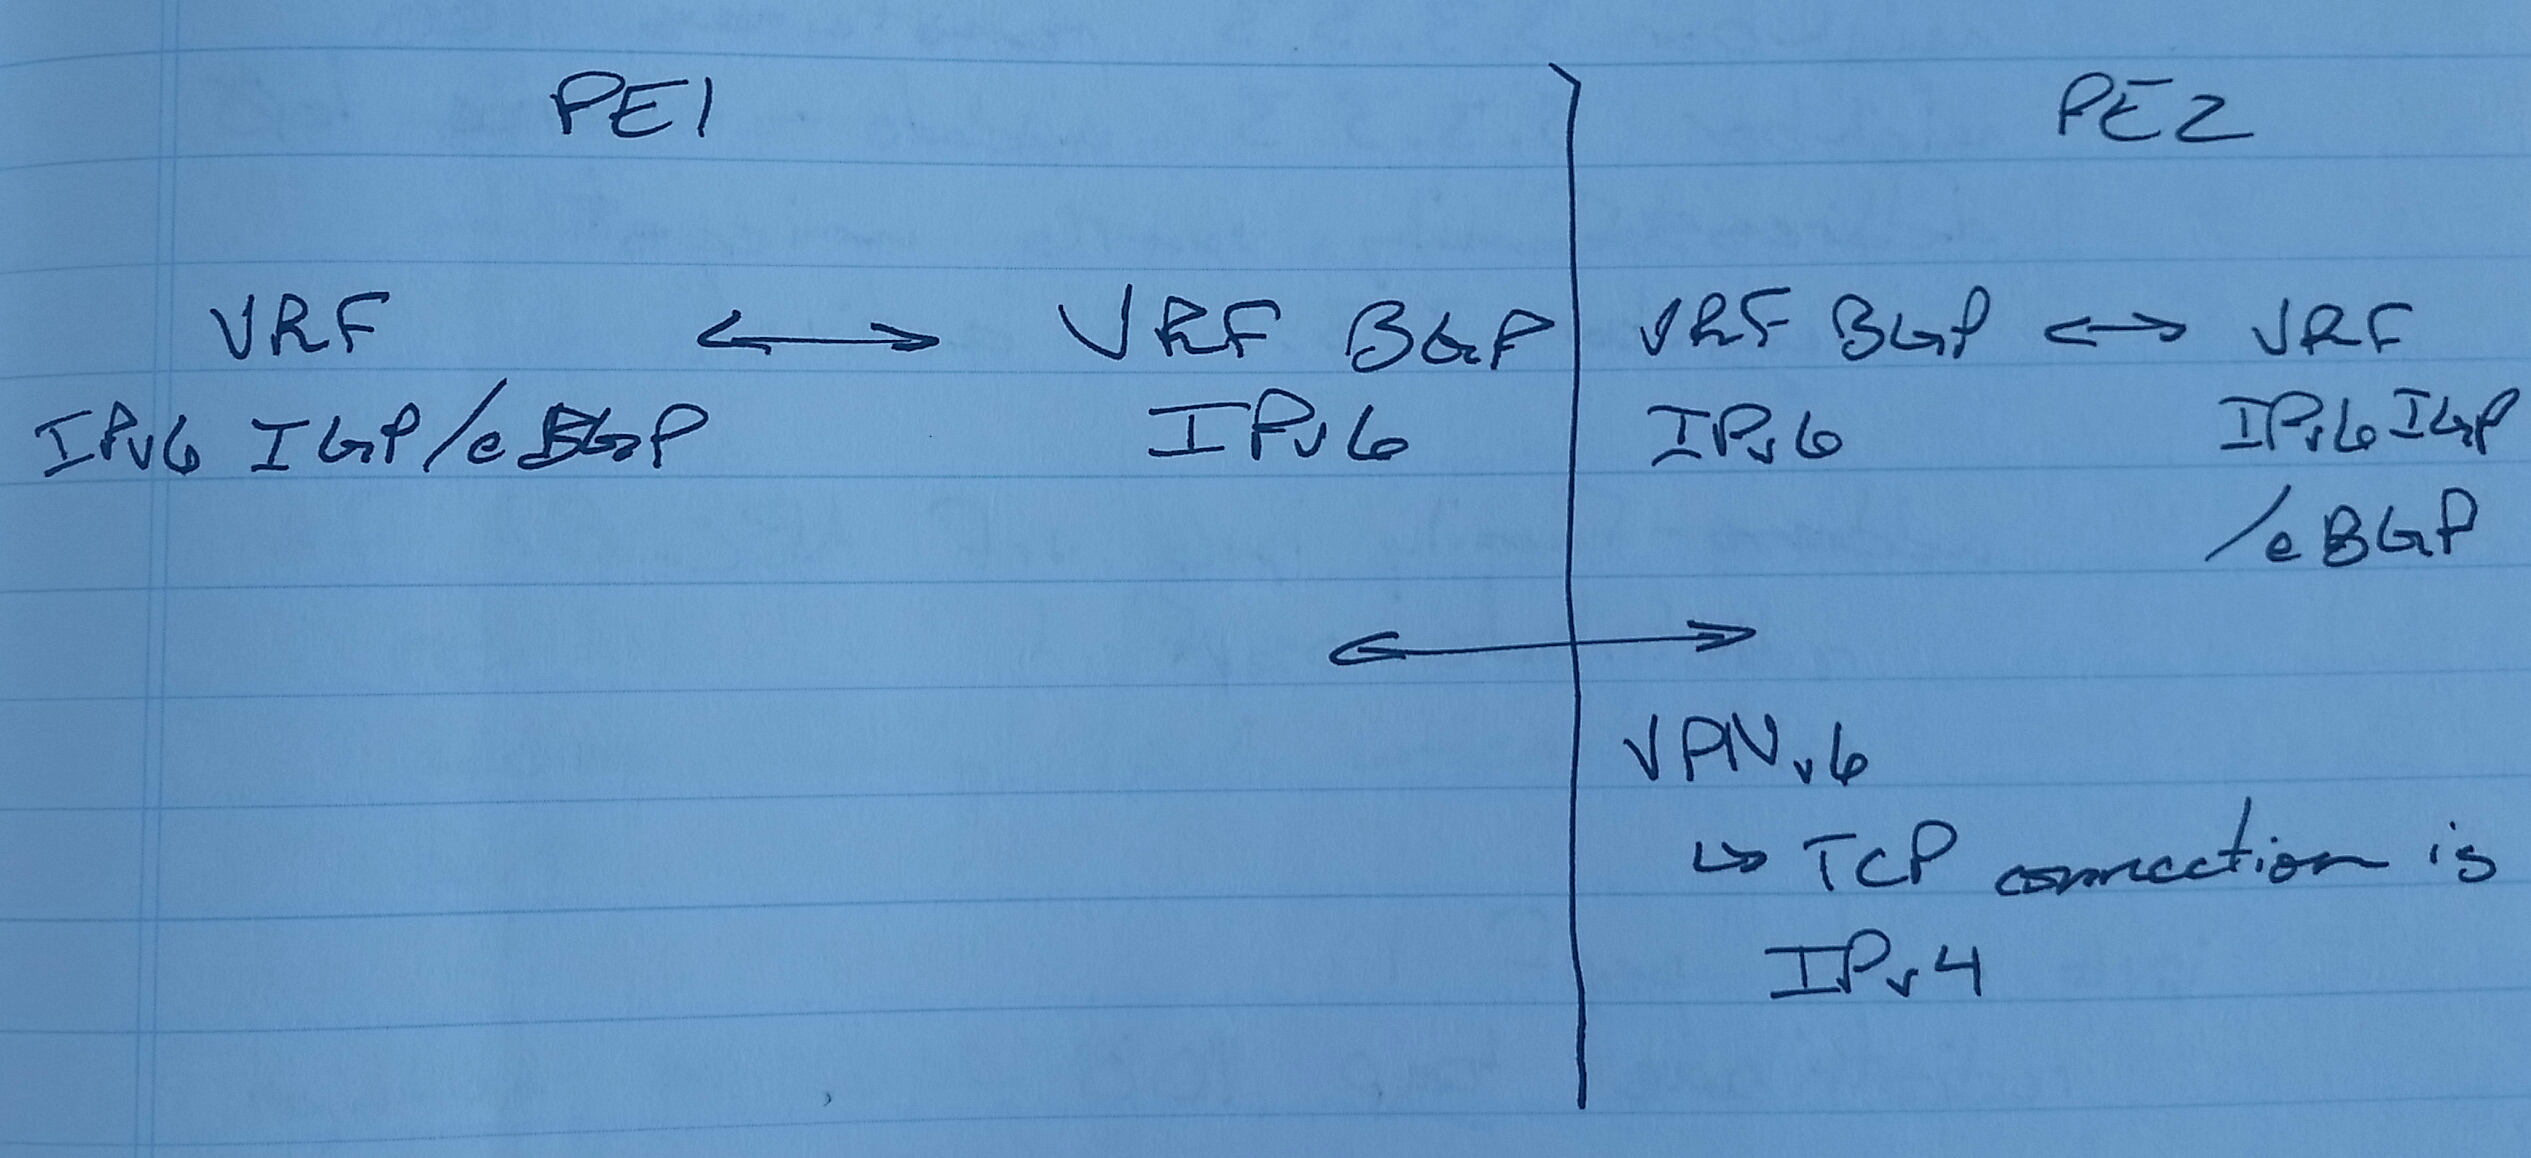 PE1 PE2
VRF ↔ VRF BGP VRF BGP ↔ VRF
IPv6 IGP/eBGP IPv6 IPv6 IPv6 IGP
/eBGP
↔
VPNv6
↳ TCP connection is
IPv4